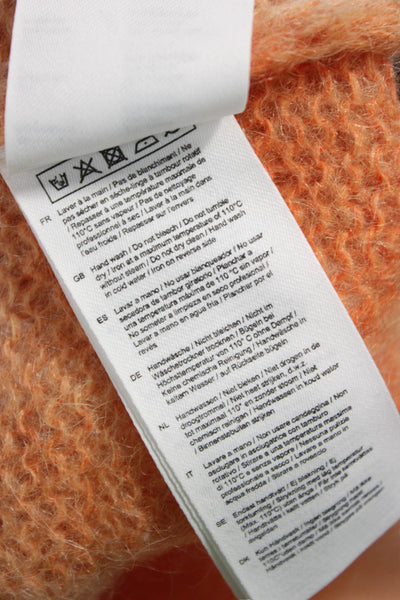 FR Lavar à la main / Pas de blanchiment / Ne
pas séchet en sèche-linge à tambour rotatif
/ Repasser à une température maximale de
110°C sans vapeur / Pas de nettoyage
professionnel à sec / Lavar à la main dans
eau froide / Repasser sur l'envers
GB Hand wash / Do not bleach / Do not tumble
dry / Iron at a maximum temperature of 110°C
without steam / Do not dry clean / Hand wash
in cold water / Iron on reverse side
ES Lavar a mano / No usar blanqueador / No usar
secadora de tambor giratorio / Planchar a
una temperatura máxima de 110°C sin vapor /
No someter a limpieza en seco profesional /
Lavar a mano en agua fría / Planchar por el
revés
DE Handwäsche / Nicht bleichen / Nicht im
Wäschetrockner trocknen / Bügeln bei
Höchsttemperatur von 110°C ohne Dampf /
Keine chemische Reinigung / Handwäsche in
kaltem Wasser / auf Rückseite bügeln
NL Handwassen / Niet bleken / Niet drogen in de
droogtrommel / Niet heet strijken, d.w.z.
tot maximaal 110° en zonder stoom / Niet
chemisch reinigen / Handwassen in koud water
/ Binnenstebuiten strijken
IT Lavare a mano / Non usare candeggina / Non
asciugare in asciugatrice con tamburo
rotativo / Stirare a una temperatura massima
di 110°C e senza vapore / Nessuna pulizia
professionale a secco / Lavare a mano in
acqua fredda / Stirare a rovescio
SE Endast handtvätt / Ej blekning / Ej
DK Kun Håndvask /